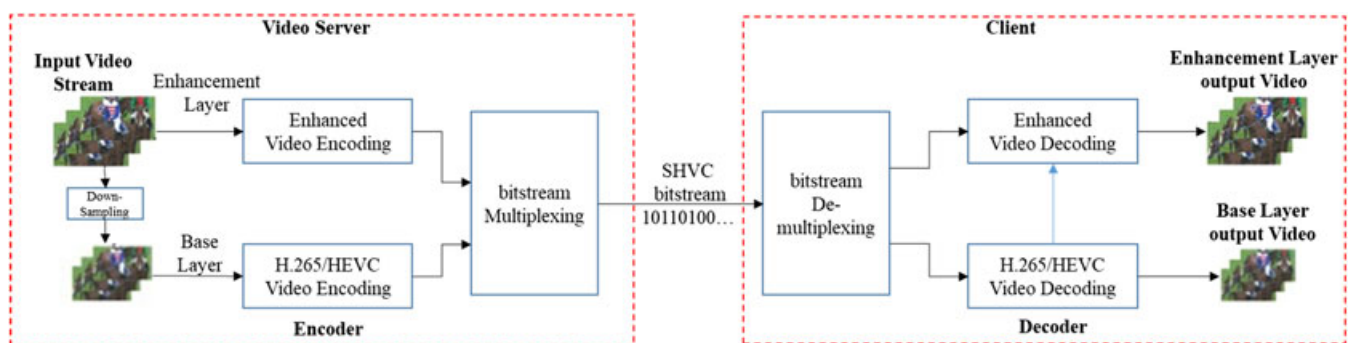 Video Server
Input Video
Stream
Enhancement
Layer
Enhanced
Video Encoding
Down-
Sampling
Base
Layer
H.265/HEVC
Video Encoding
bitstream
Multiplexing
Encoder
SHVC
bitstream
10110100…
Client
bitstream
De-
multiplexing
Enhanced
Video Decoding
H.265/HEVC
Video Decoding
Enhancement Layer
output Video
Base Layer
output Video
Decoder